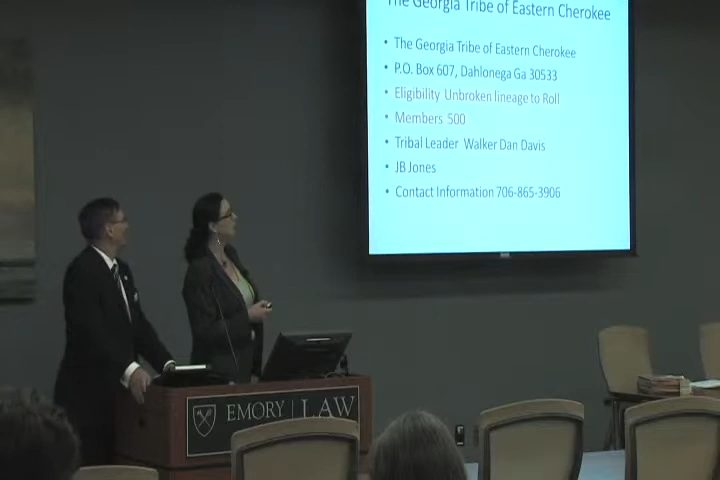 The Georgia Tribe of Eastern Cherokee
• The Georgia Tribe of Eastern Cherokee
• P.O. Box 607, Dahlonega Ga 30533
• Eligibility Unbroken lineage to Roll
• Members 500
• Tribal Leader Walker Dan Davis
• JB Jones
• Contact Information 706-865-3906
EMORY | LAW